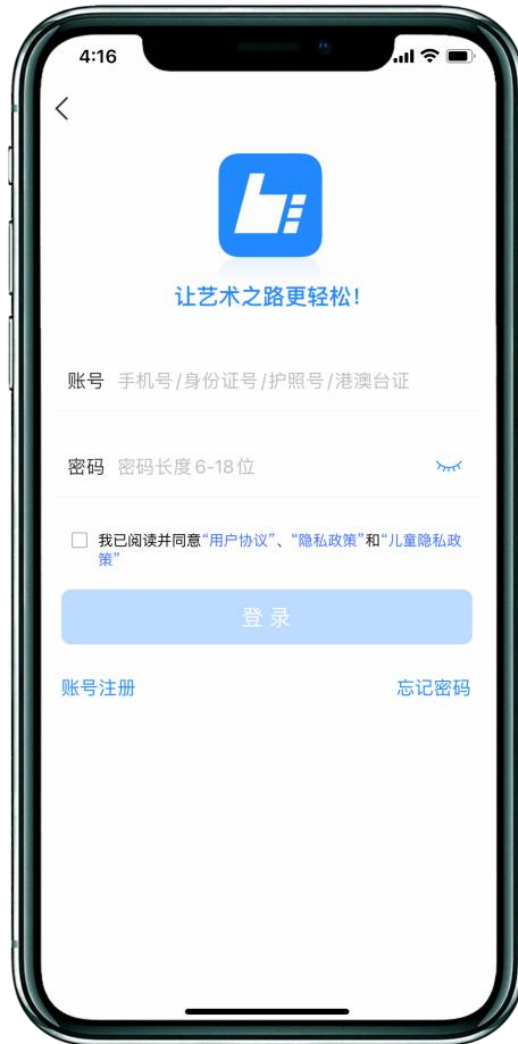 4:16
让艺术之路更轻松!
账号 手机号/身份证号/护照号/港澳台证
密码 密码长度6-18位
我已阅读并同意“用户协议”、“隐私政策”和“儿童隐私政
策”
登录
账号注册 忘记密码